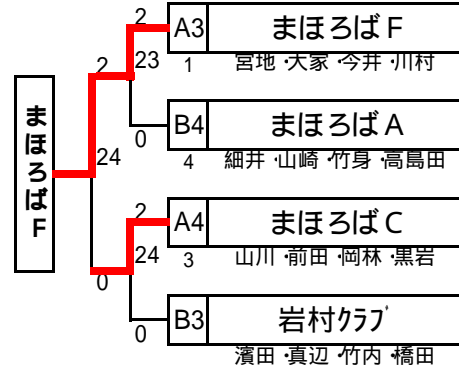 2
A3 まほろばF
2
23
1
宮地・大家・今井・川村
まほろばF
0
B4 まほろばA
24
4
細井・山崎・竹身・高島田
2
A4 まほろばC
24
3
山川・前田・岡林・黒岩
0
0
B3 岩村クラブ
濱田・真辺・竹内・橋田